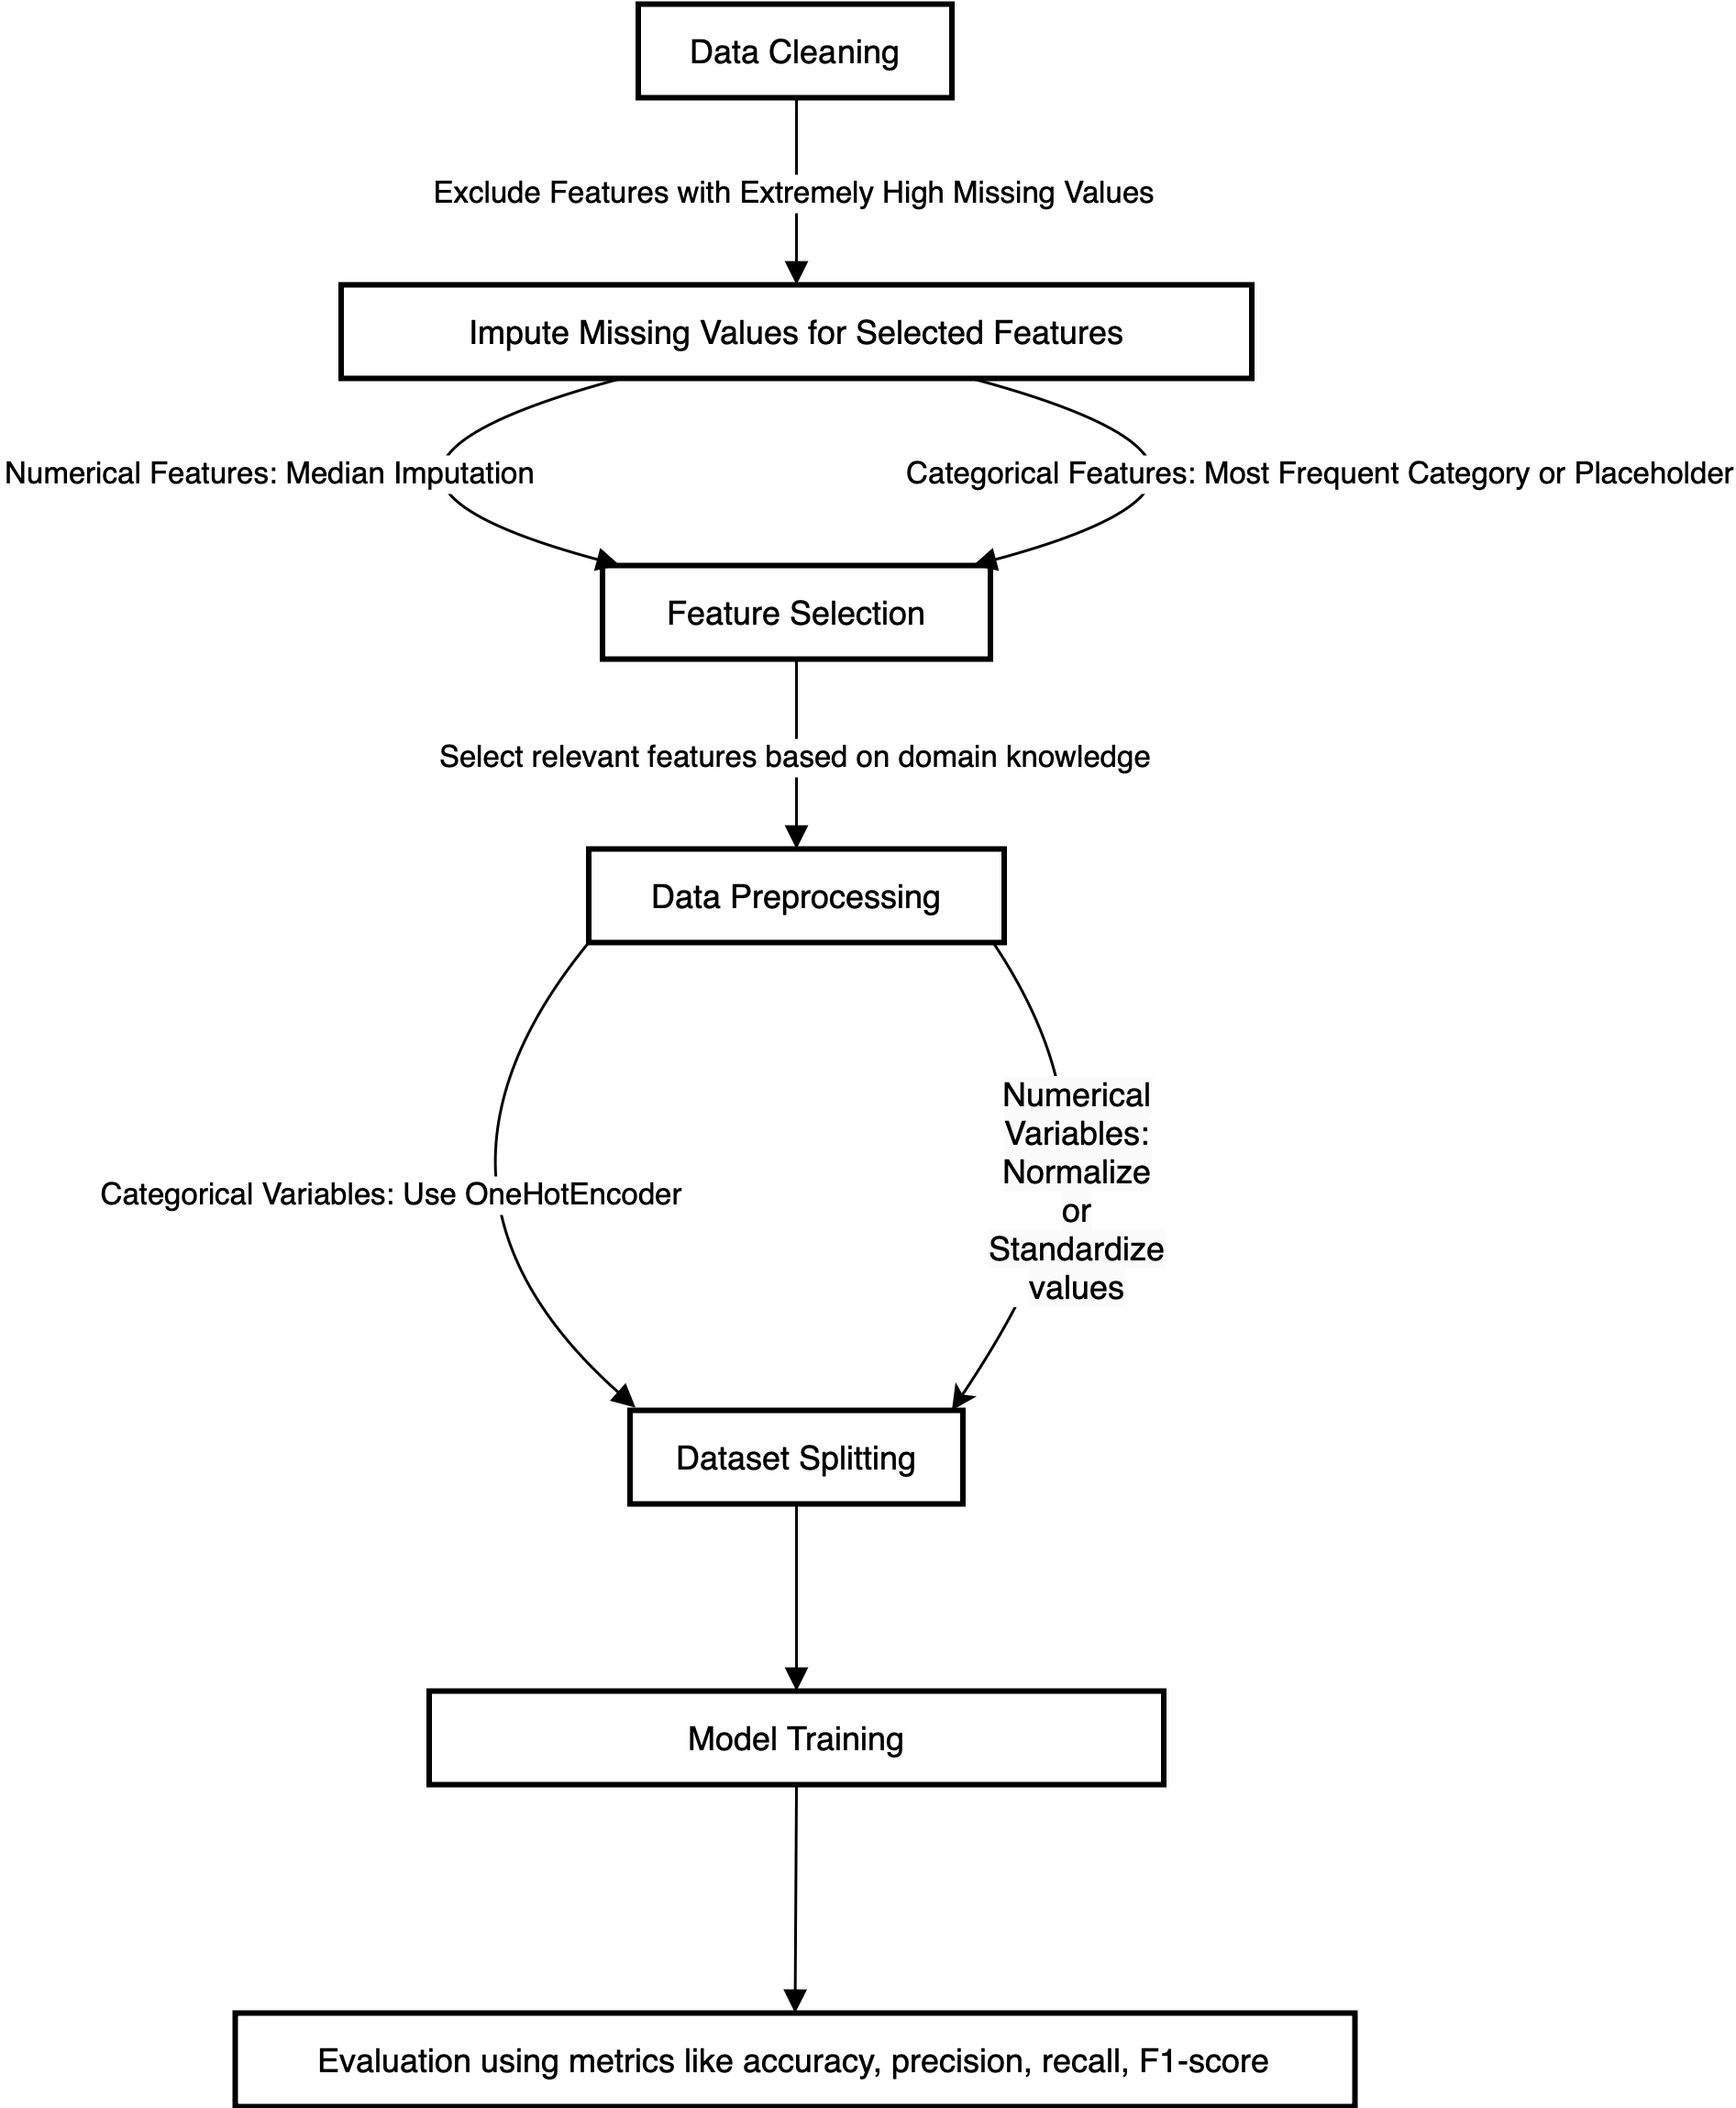 Data Cleaning
Exclude Features with Extremely High Missing Values
Impute Missing Values for Selected Features
Numerical Features: Median Imputation
Categorical Features: Most Frequent Category or Placeholder
Feature Selection
Select relevant features based on domain knowledge
Data Preprocessing
Categorical Variables: Use OneHotEncoder
Numerical
Variables:
Normalize
or
Standardize
values
Dataset Splitting
Model Training
Evaluation using metrics like accuracy, precision, recall, F1-score